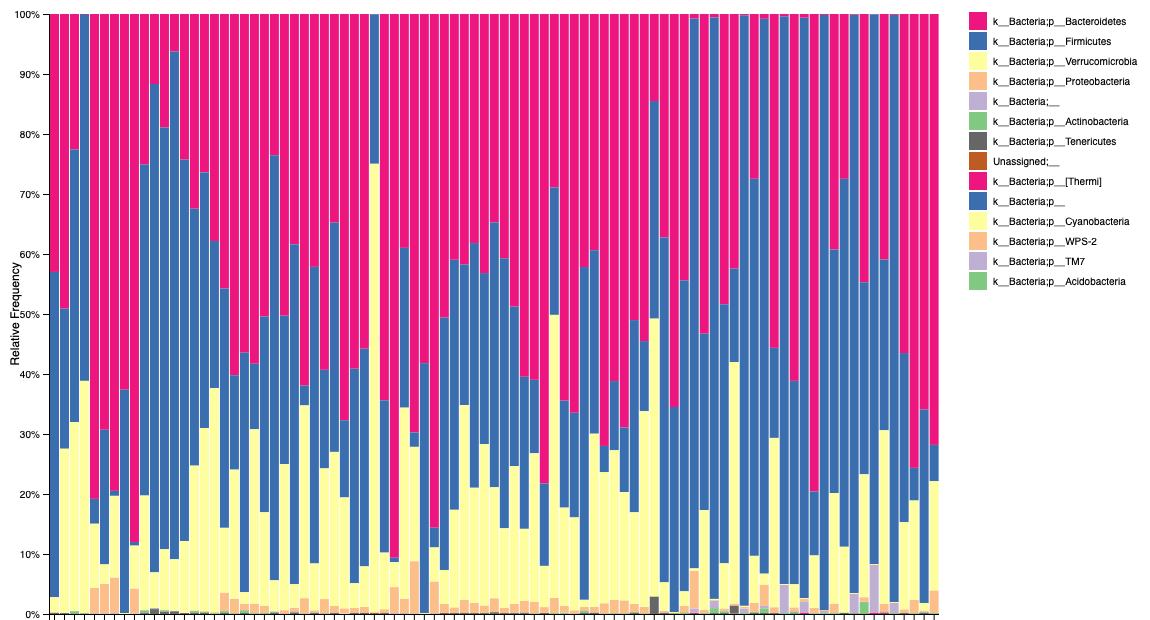 100%
90%
80%
70%
60%
50%
40%
30%
20%
10%
0%
Relative Frequency
k__Bacteria;p__Bacteroidetes
k__Bacteria;p__Firmicutes
k__Bacteria;p__Verrucomicrobia
k__Bacteria;p__Proteobacteria
k__Bacteria;__
k__Bacteria;p__Actinobacteria
k__Bacteria;p__Tenericutes
Unassigned;__
k__Bacteria;p__[Thermi]
k__Bacteria;p__
k__Bacteria;p__Cyanobacteria
k__Bacteria;p__WPS-2
k__Bacteria;p__TM7
k__Bacteria;p__Acidobacteria